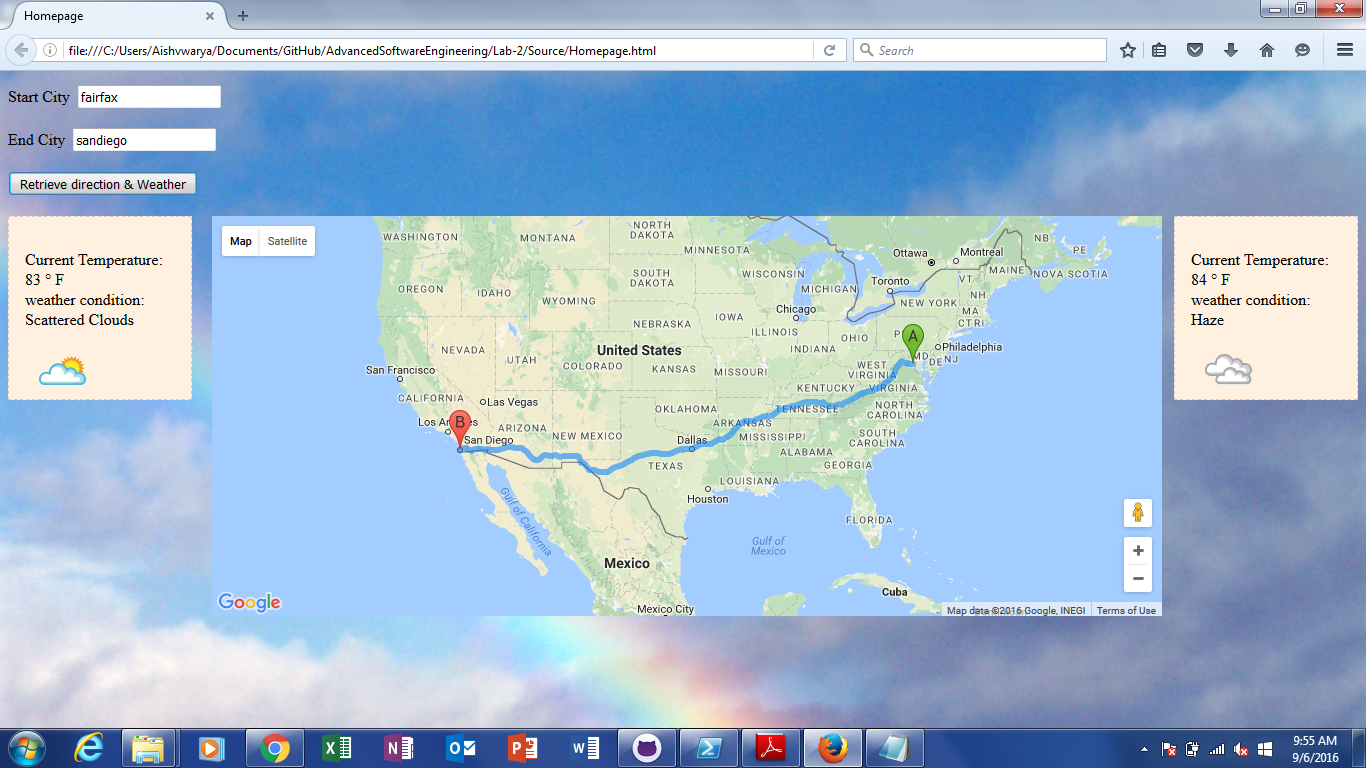 Homepage
file:///C:/Users/Aishvwarya/Documents/GitHub/AdvancedSoftwareEngineering/Lab-2/Source/Homepage.html
Search
Start City fairfax
End City sandiego
Retrieve direction & Weather
Current Temperature:
83 ° F
weather condition:
Scattered Clouds
Map Satellite
WASHINGTON
MONTANA
NORTH
DAKOTA
MINNESOTA
Ottawa
Montreal
NB
PE
MAINE
NOVA SCOTIA
OREGON
IDAHO
WYOMING
SOUTH
DAKOTA
WISCONSIN
MICHIGAN
Toronto
VT
NH
NEW YORK
MA
CT RI
Chicago
IOWA
NEBRASKA
ILLINOIS
INDIANA
OHIO
P
A
MD
DE
NJ
Philadelphia
NEVADA
UTAH
COLORADO
United States
KANSAS
MISSOURI
WEST
VIRGINIA
KENTUCKY
VIRGINIA
San Francisco
CALIFORNIA
Las Vegas
OKLAHOMA
TENNESSEE
NORTH
CAROLINA
B
Los An es
San Diego
ARIZONA
NEW MEXICO
Dallas
ARKANSAS
MISSISSIPPI
SOUTH
CAROLINA
ALABAMA
GEORGIA
TEXAS
LOUISIANA
Houston
FLORIDA
Gulf of California
Gulf of
Mexico
Mexico
Cuba
Mexico City
Google
+
−
Map data ©2016 Google, INEGI Terms of Use
Current Temperature:
84 ° F
weather condition:
Haze
9:55 AM
9/6/2016